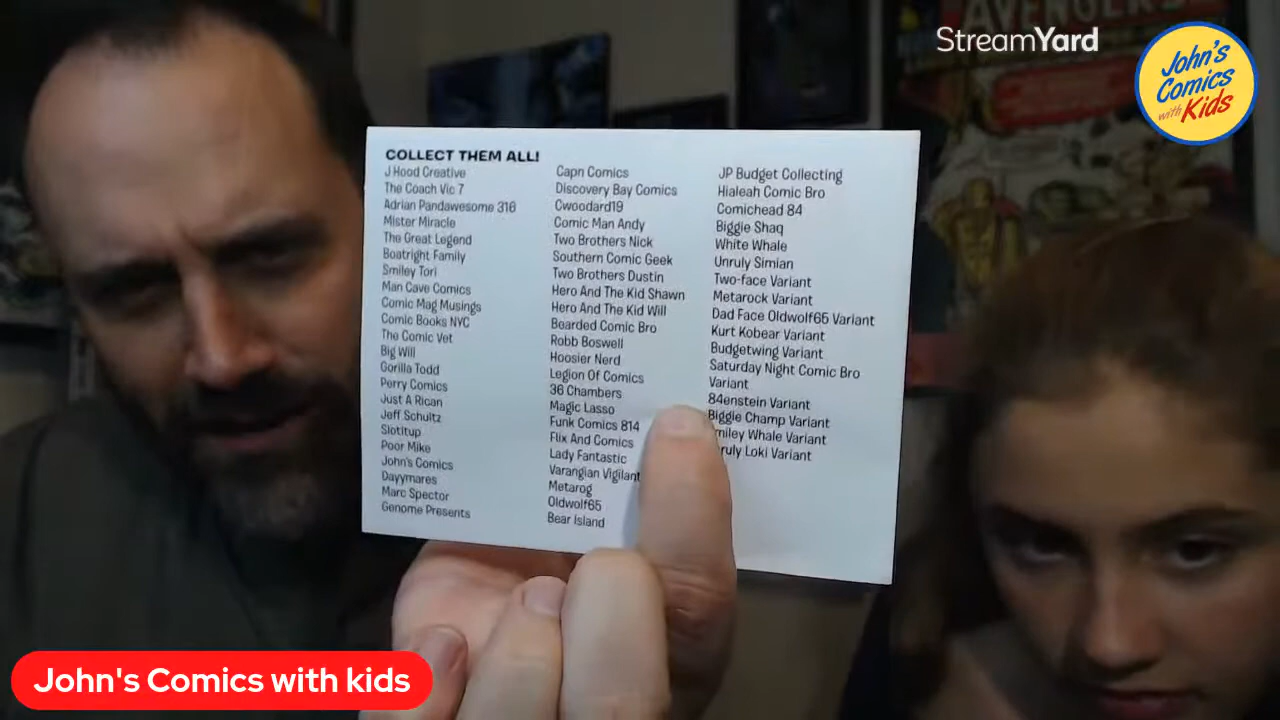 AVENGERS
StreamYard
John's
Comics
with Kids
COLLECT THEM ALL!
J Hood Creative
The Coach Vic 7
Adrian Pandawesome 316
Mister Miracle
The Great Legend
Boatright Family
Smiley Tori
Man Cave Comics
Comic Mag Musings
Comic Books NYC
The Comic Vet
Big Will
Gorilla Todd
Perry Comics
Just A Rican
Jeff Schultz
Slotitup
Poor Mike
John's Comics
Dayymares
Marc Spector
Genome Presents
Capn Comics
Discovery Bay Comics
Cwoodard19
Comic Man Andy
Two Brothers Nick
Southern Comic Geek
Two Brothers Dustin
Hero And The Kid Shawn
Hero And The Kid Will
Bearded Comic Bro
Robb Boswell
Hoosier Nerd
Legion Of Comics
36 Chambers
Magic Lasso
Funk Comics 814
Flix And Comics
Lady Fantastic
Varangian Vigilant
Metarog
Oldwolf65
Bear Island
JP Budget Collecting
Hialeah Comic Bro
Comichead 84
Biggie Shaq
White Whale
Unruly Simian
Two-face Variant
Metarock Variant
Dad Face Oldwolf65 Variant
Kurt Kobear Variant
Budgetwing Variant
Saturday Night Comic Bro
Variant
84enstein Variant
Biggie Champ Variant
miley Whale Variant
ruly Loki Variant
John's Comics with kids